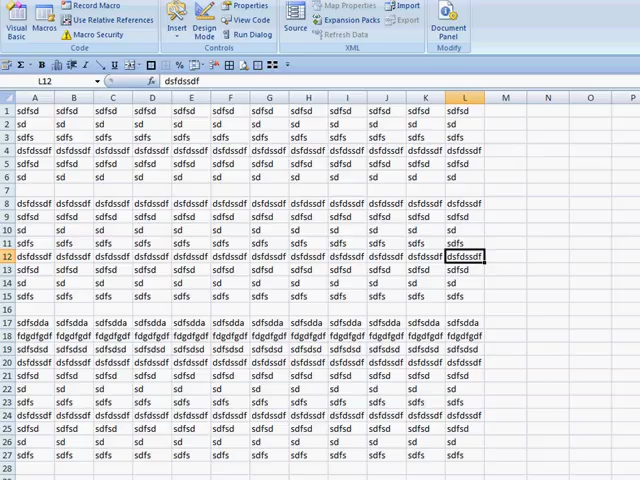 Visual Basic
Macros
Record Macro
Use Relative References
Macro Security
Code
Insert
Design Mode
Properties
View Code
Run Dialog
Controls
Source
Map Properties
Expansion Packs
Refresh Data
Import
Export
XML
Document Panel
Modify
Σ B
L12 fx dsfdssdf
A B C D E F G H I J K L M N O P
1 sdfsd sdfsd sdfsd sdfsd sdfsd sdfsd sdfsd sdfsd sdfsd sdfsd sdfsd sdfsd
2 sd sd sd sd sd sd sd sd sd sd sd sd
3 sdfs sdfs sdfs sdfs sdfs sdfs sdfs sdfs sdfs sdfs sdfs sdfs
4 dsfdssdf dsfdssdf dsfdssdf dsfdssdf dsfdssdf dsfdssdf dsfdssdf dsfdssdf dsfdssdf dsfdssdf dsfdssdf dsfdssdf
5 sdfsd sdfsd sdfsd sdfsd sdfsd sdfsd sdfsd sdfsd sdfsd sdfsd sdfsd sdfsd
6 sd sd sd sd sd sd sd sd sd sd sd sd
7
8 dsfdssdf dsfdssdf dsfdssdf dsfdssdf dsfdssdf dsfdssdf dsfdssdf dsfdssdf dsfdssdf dsfdssdf dsfdssdf dsfdssdf
9 sdfsd sdfsd sdfsd sdfsd sdfsd sdfsd sdfsd sdfsd sdfsd sdfsd sdfsd sdfsd
10 sd sd sd sd sd sd sd sd sd sd sd sd
11 sdfs sdfs sdfs sdfs sdfs sdfs sdfs sdfs sdfs sdfs sdfs sdfs
12 dsfdssdf dsfdssdf dsfdssdf dsfdssdf dsfdssdf dsfdssdf dsfdssdf dsfdssdf dsfdssdf dsfdssdf dsfdssdf dsfdssdf
13 sdfsd sdfsd sdfsd sdfsd sdfsd sdfsd sdfsd sdfsd sdfsd sdfsd sdfsd sdfsd
14 sd sd sd sd sd sd sd sd sd sd sd sd
15 sdfs sdfs sdfs sdfs sdfs sdfs sdfs sdfs sdfs sdfs sdfs sdfs
16
17 sdfsdda sdfsdda sdfsdda sdfsdda sdfsdda sdfsdda sdfsdda sdfsdda sdfsdda sdfsdda sdfsdda sdfsdda
18 fdgdfgdf fdgdfgdf fdgdfgdf fdgdfgdf fdgdfgdf fdgdfgdf fdgdfgdf fdgdfgdf fdgdfgdf fdgdfgdf fdgdfgdf fdgdfgdf
19 sdfsdsd sdfsdsd sdfsdsd sdfsdsd sdfsdsd sdfsdsd sdfsdsd sdfsdsd sdfsdsd sdfsdsd sdfsdsd sdfsdsd
20 dsfdssdf dsfdssdf dsfdssdf dsfdssdf dsfdssdf dsfdssdf dsfdssdf dsfdssdf dsfdssdf dsfdssdf dsfdssdf dsfdssdf
21 sdfsd sdfsd sdfsd sdfsd sdfsd sdfsd sdfsd sdfsd sdfsd sdfsd sdfsd sdfsd
22 sd sd sd sd sd sd sd sd sd sd sd sd
23 sdfs sdfs sdfs sdfs sdfs sdfs sdfs sdfs sdfs sdfs sdfs sdfs
24 dsfdssdf dsfdssdf dsfdssdf dsfdssdf dsfdssdf dsfdssdf dsfdssdf dsfdssdf dsfdssdf dsfdssdf dsfdssdf dsfdssdf
25 sdfsd sdfsd sdfsd sdfsd sdfsd sdfsd sdfsd sdfsd sdfsd sdfsd sdfsd sdfsd
26 sd sd sd sd sd sd sd sd sd sd sd sd
27 sdfs sdfs sdfs sdfs sdfs sdfs sdfs sdfs sdfs sdfs sdfs sdfs
28